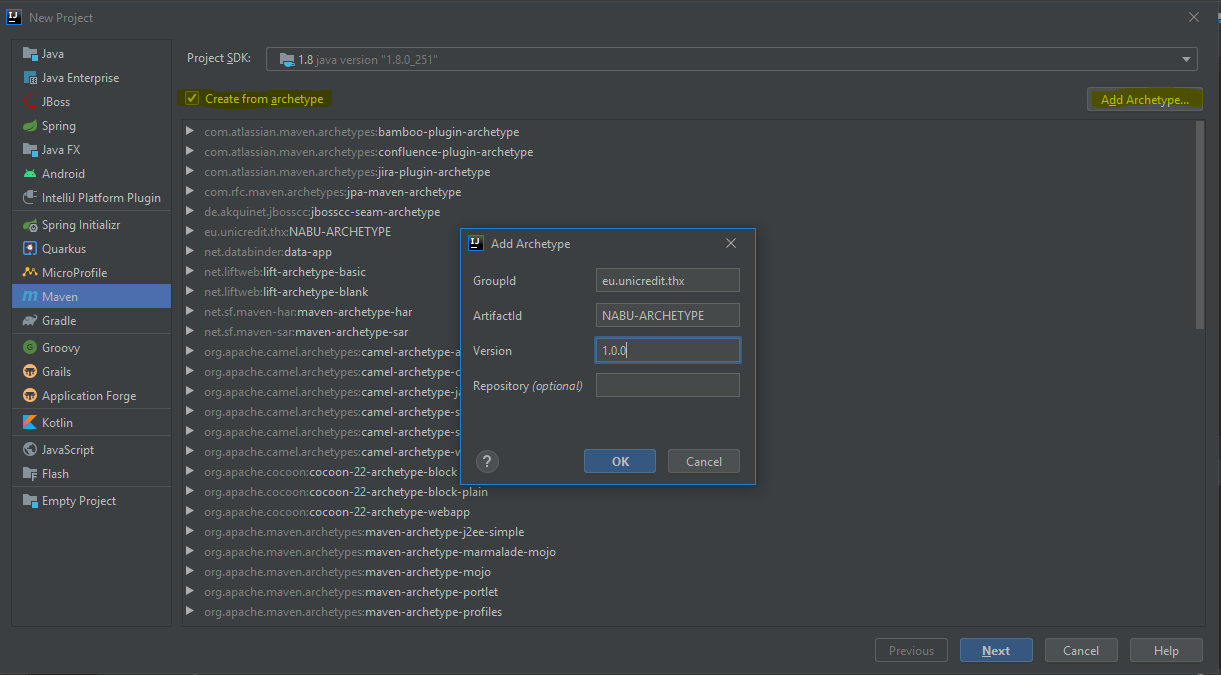 New Project
Java
Java Enterprise
JBoss
Spring
Java FX
Android
IntelliJ Platform Plugin
Spring Initializr
Quarkus
MicroProfile
Maven
Gradle
Groovy
Grails
Application Forge
Kotlin
JavaScript
Flash
Empty Project
Project SDK: 1.8 java version "1.8.0_251"
Create from archetype
Add Archetype...
com.atlassian.maven.archetypes:bamboo-plugin-archetype
com.atlassian.maven.archetypes:confluence-plugin-archetype
com.atlassian.maven.archetypes:jira-plugin-archetype
com.rfc.maven.archetypes:jpa-maven-archetype
de.akquinet.jbosscc:jbosscc-seam-archetype
eu.unicredit.thx:NABU-ARCHETYPE
net.databinder:data-app
net.liftweb:lift-archetype-basic
net.liftweb:lift-archetype-blank
net.sf.maven-har:maven-archetype-har
net.sf.maven-sar:maven-archetype-sar
org.apache.camel.archetypes:camel-archetype-a
org.apache.camel.archetypes:camel-archetype-c
org.apache.camel.archetypes:camel-archetype-ja
org.apache.camel.archetypes:camel-archetype-s
org.apache.camel.archetypes:camel-archetype-s
org.apache.camel.archetypes:camel-archetype-v
org.apache.cocoon:cocoon-22-archetype-block
org.apache.cocoon:cocoon-22-archetype-block-plain
org.apache.cocoon:cocoon-22-archetype-webapp
org.apache.maven.archetypes:maven-archetype-j2ee-simple
org.apache.maven.archetypes:maven-archetype-marmalade-mojo
org.apache.maven.archetypes:maven-archetype-mojo
org.apache.maven.archetypes:maven-archetype-portlet
org.apache.maven.archetypes:maven-archetype-profiles
Add Archetype
GroupId eu.unicredit.thx
ArtifactId NABU-ARCHETYPE
Version 1.0.0
Repository (optional)
? OK Cancel
Previous Next Cancel Help